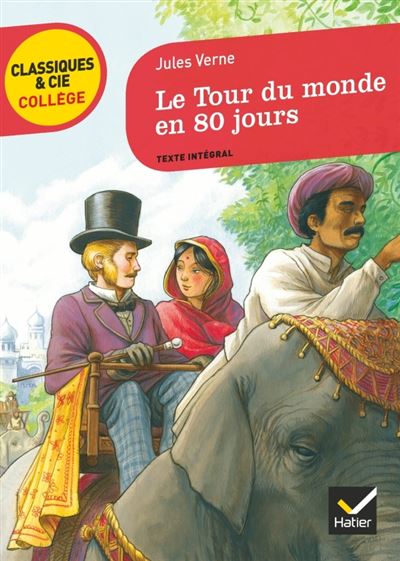 CLASSIQUES
& CIE
COLLÈGE
Jules Verne
Le Tour du monde
en 80 jours
TEXTE INTÉGRAL
Hatier